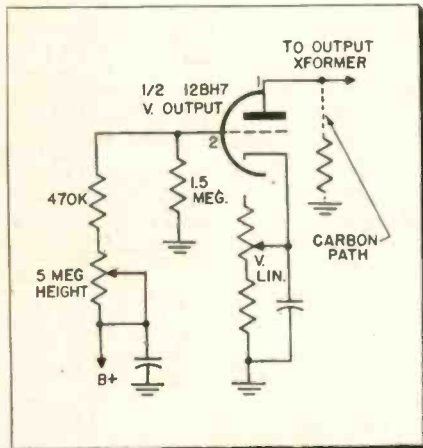 TO OUTPUT
XFORMER
1/2 12BH7
V. OUTPUT
1
2
470K
1.5
MEG.
5 MEG
HEIGHT
V.
LIN.
CARBON
PATH
B+